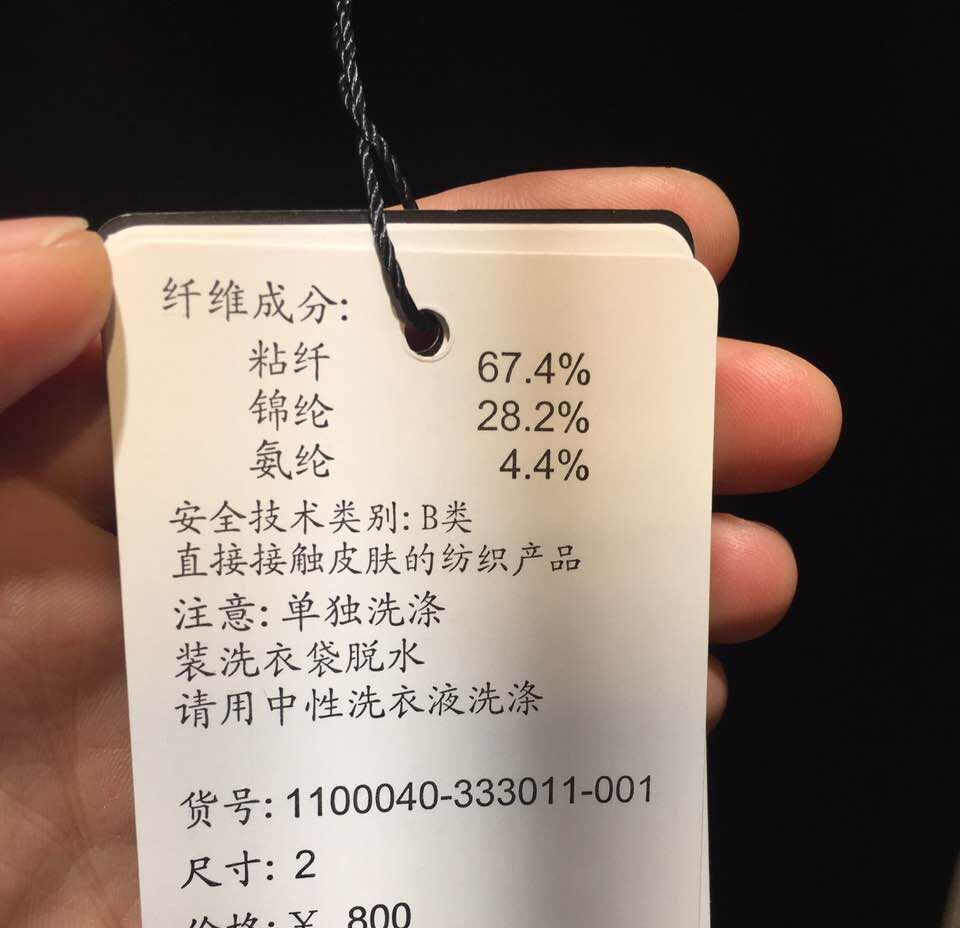 纤维成分:
粘纤 67.4%
锦纶 28.2%
氨纶 4.4%
安全技术类别: B类
直接接触皮肤的纺织产品
注意: 单独洗涤
装洗衣袋脱水
请用中性洗衣液洗涤
货号: 1100040-333011-001
尺寸: 2
价格: ¥ 800